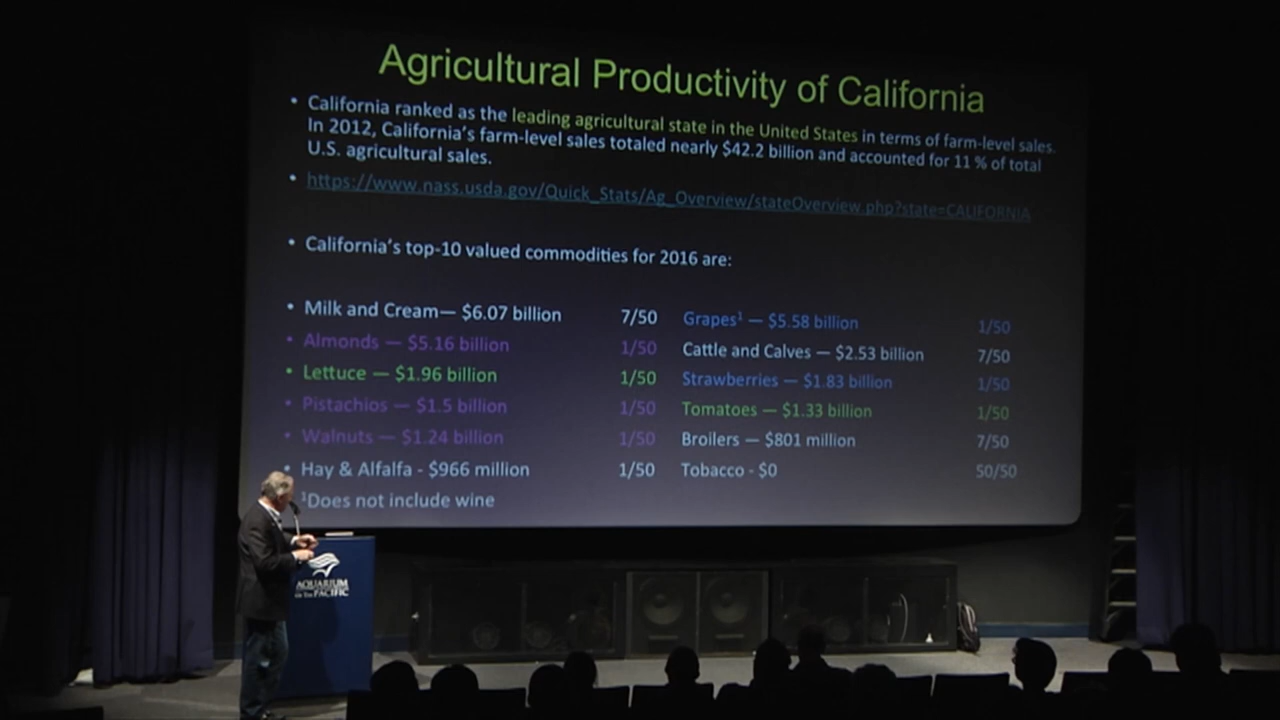 Agricultural Productivity of California
• California ranked as the leading agricultural state in the United States in terms of farm-level sales.
In 2012, California's farm-level sales totaled nearly $42.2 billion and accounted for 11 % of total
U.S. agricultural sales.
• https://www.nass.usda.gov/Quick_Stats/Ag_Overview/stateOverview.php?state=CALIFORNIA
• California's top-10 valued commodities for 2016 are:
• Milk and Cream— $6.07 billion 7/50 Grapes¹ — $5.58 billion 1/50
• Almonds — $5.16 billion 1/50 Cattle and Calves — $2.53 billion 7/50
• Lettuce — $1.96 billion 1/50 Strawberries — $1.83 billion 1/50
• Pistachios — $1.5 billion 1/50 Tomatoes — $1.33 billion 1/50
• Walnuts — $1.24 billion 1/50 Broilers — $801 million 7/50
• Hay & Alfalfa - $966 million 1/50 Tobacco - $0 50/50
¹Does not include wine
AQUARIUM
OF THE PACIFIC